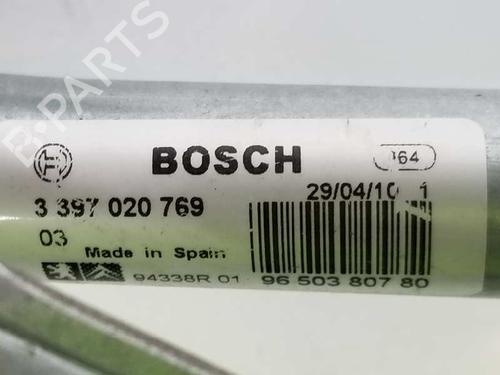 B-PARTS
BOSCH
064
29/04/10 1
3 397 020 769
03
Made in Spain
94338R 01
96 503 807 80